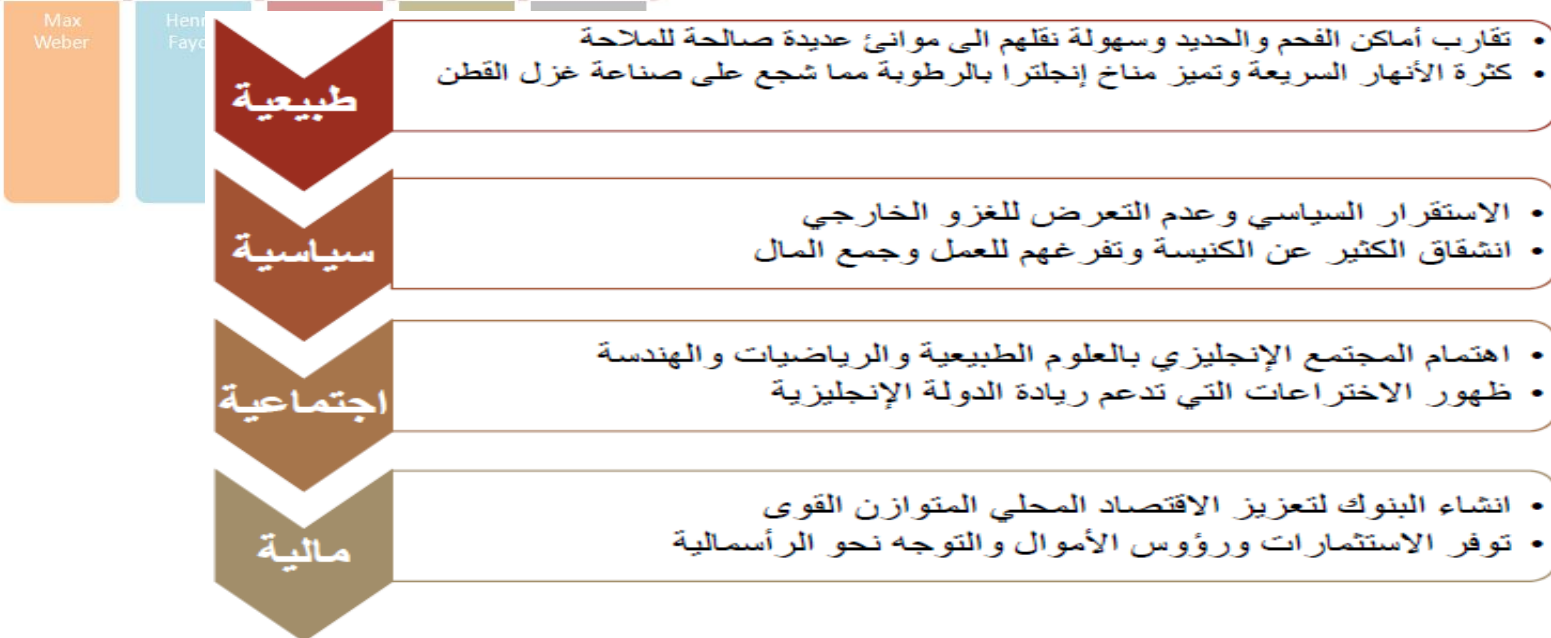 Max
Weber
طبيعية
• تقارب أماكن الفحم والحديد وسهولة نقلهم الى موانئ عديدة صالحة للملاحة
• كثرة الأنهار السريعة وتميز مناخ إنجلترا بالرطوبة مما شجع على صناعة غزل القطن
سياسية
• الاستقرار السياسي وعدم التعرض للغزو الخارجي
• انشقاق الكثير عن الكنيسة وتفرغهم للعمل وجمع المال
اجتماعية
• اهتمام المجتمع الإنجليزي بالعلوم الطبيعية والرياضيات والهندسة
• ظهور الاختراعات التي تدعم ريادة الدولة الإنجليزية
مالية
• انشاء البنوك لتعزيز الاقتصاد المحلي المتوازن القوى
• توفر الاستثمارات ورؤوس الأموال والتوجه نحو الرأسمالية